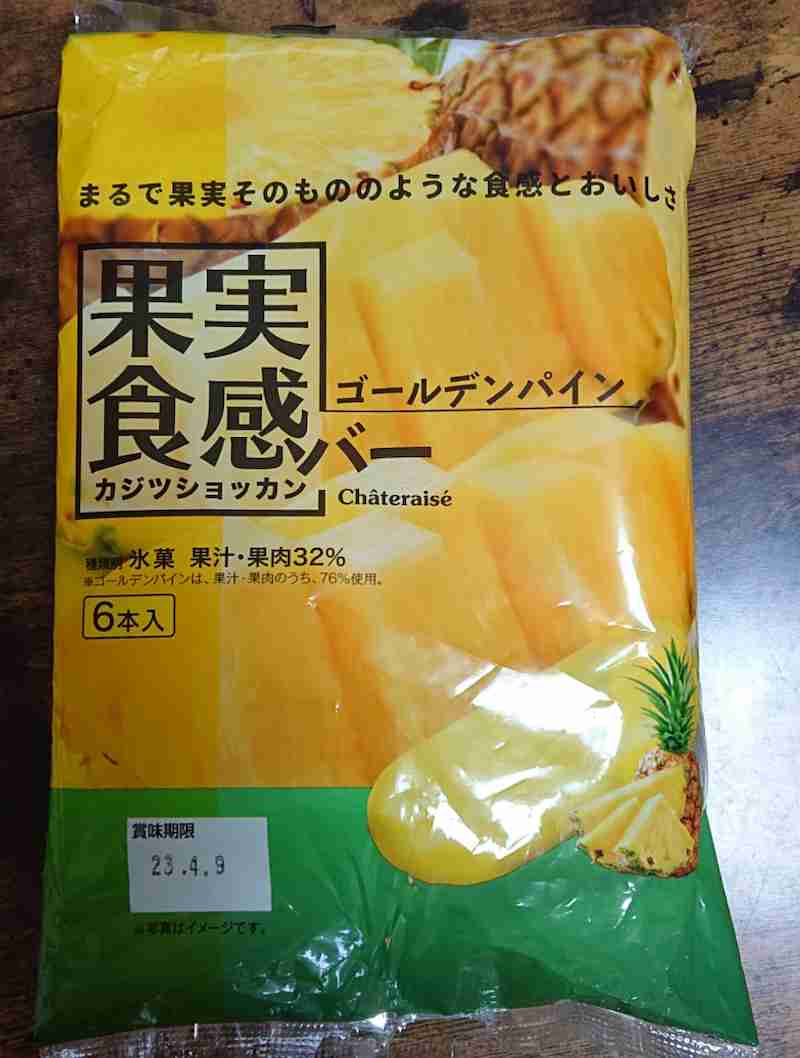 まるで果実そのもののような食感とおいしさ
果実
食感バー
カジツショッカン
ゴールデンパイン
Châteraisé
種類別 氷菓 果汁・果肉32%
※ゴールデンパインは、果汁・果肉のうち、76%使用。
6本入
賞味期限
23.4.9
※写真はイメージです。